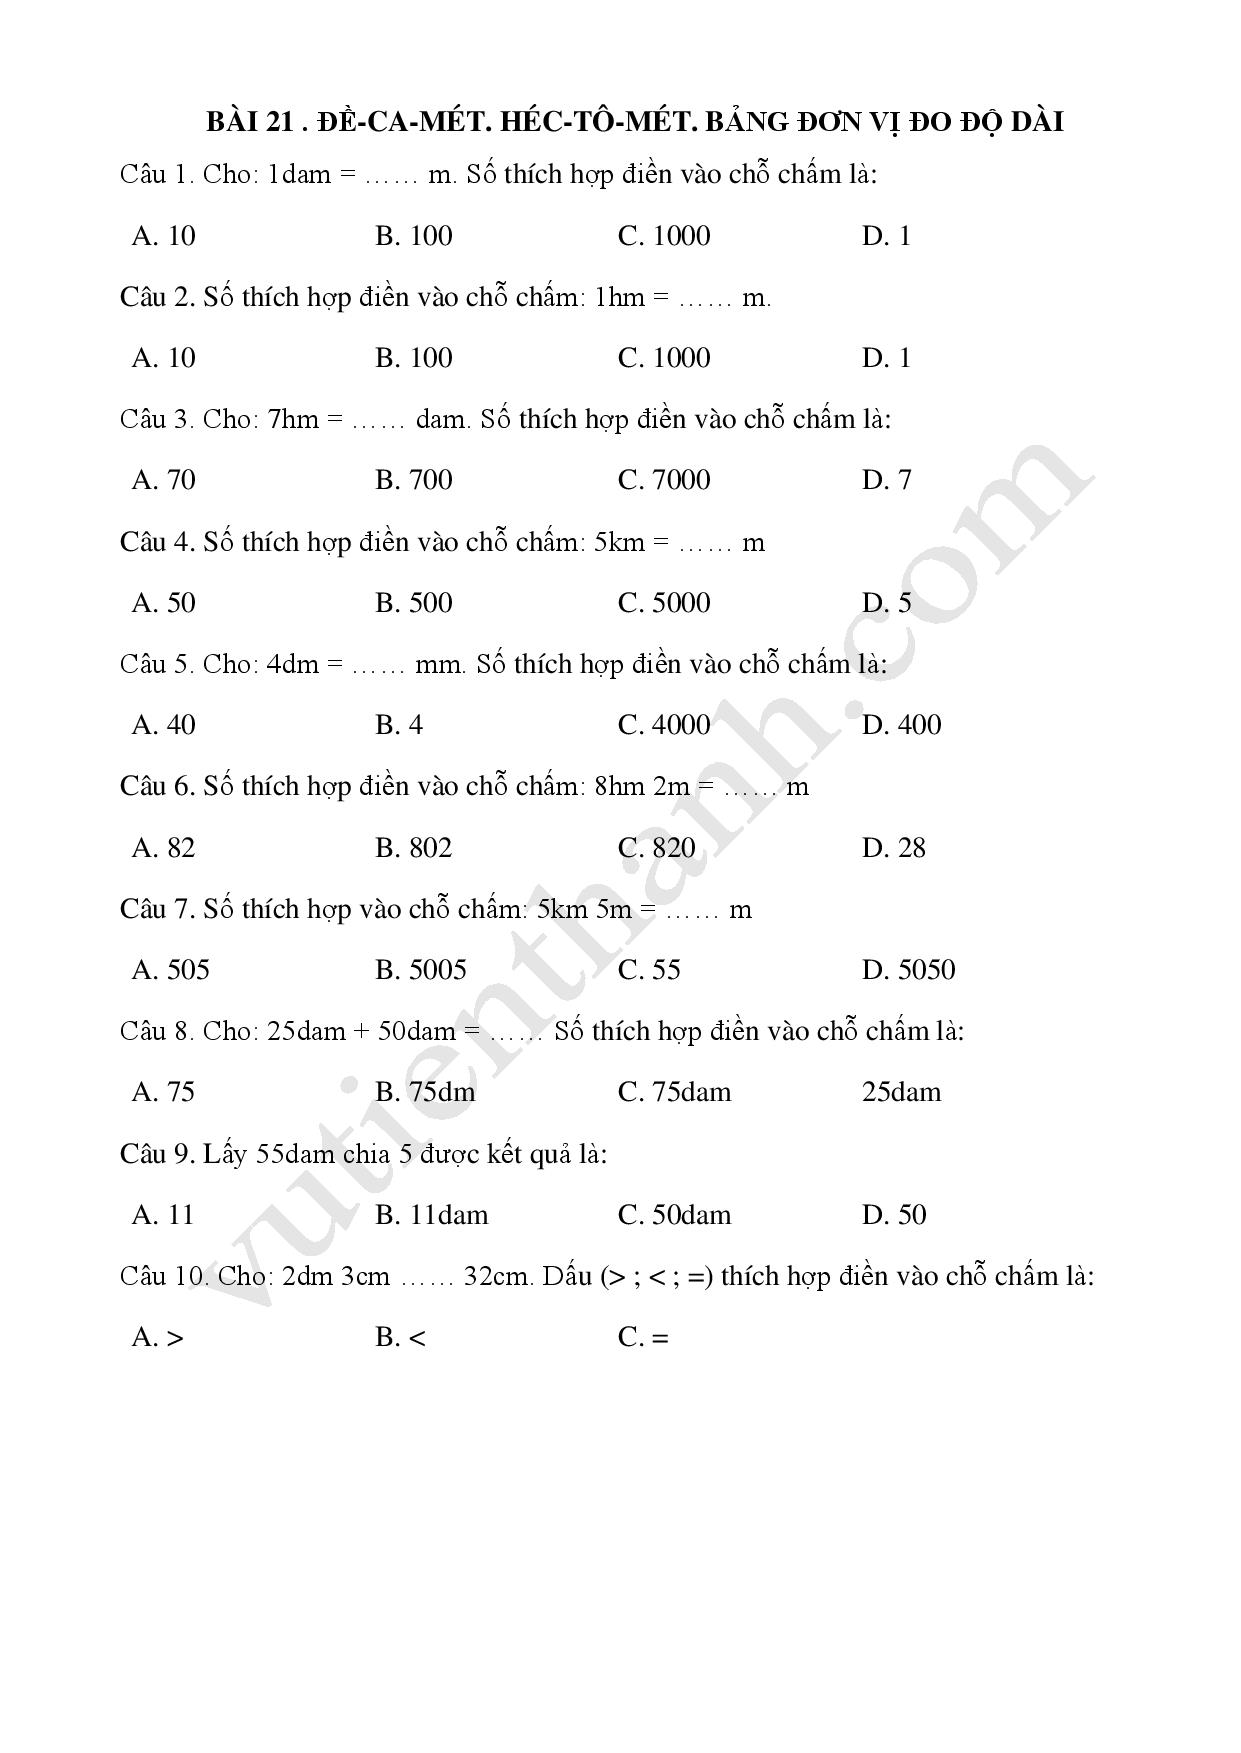 BÀI 21 . ĐỀ-CA-MÉT. HÉC-TÔ-MÉT. BẢNG ĐƠN VỊ ĐO ĐỘ DÀI
Câu 1. Cho: 1dam = …… m. Số thích hợp điền vào chỗ chấm là:
A. 10 B. 100 C. 1000 D. 1
Câu 2. Số thích hợp điền vào chỗ chấm: 1hm = …… m.
A. 10 B. 100 C. 1000 D. 1
Câu 3. Cho: 7hm = …… dam. Số thích hợp điền vào chỗ chấm là:
A. 70 B. 700 C. 7000 D. 7
Câu 4. Số thích hợp điền vào chỗ chấm: 5km = …… m
A. 50 B. 500 C. 5000 D. 5
Câu 5. Cho: 4dm = …… mm. Số thích hợp điền vào chỗ chấm là:
A. 40 B. 4 C. 4000 D. 400
Câu 6. Số thích hợp điền vào chỗ chấm: 8hm 2m = …… m
A. 82 B. 802 C. 820 D. 28
Câu 7. Số thích hợp vào chỗ chấm: 5km 5m = …… m
A. 505 B. 5005 C. 55 D. 5050
Câu 8. Cho: 25dam + 50dam = …… Số thích hợp điền vào chỗ chấm là:
A. 75 B. 75dm C. 75dam 25dam
Câu 9. Lấy 55dam chia 5 được kết quả là:
A. 11 B. 11dam C. 50dam D. 50
Câu 10. Cho: 2dm 3cm …… 32cm. Dấu (> ; < ; =) thích hợp điền vào chỗ chấm là:
A. > B. < C. =
vutienthanh.com